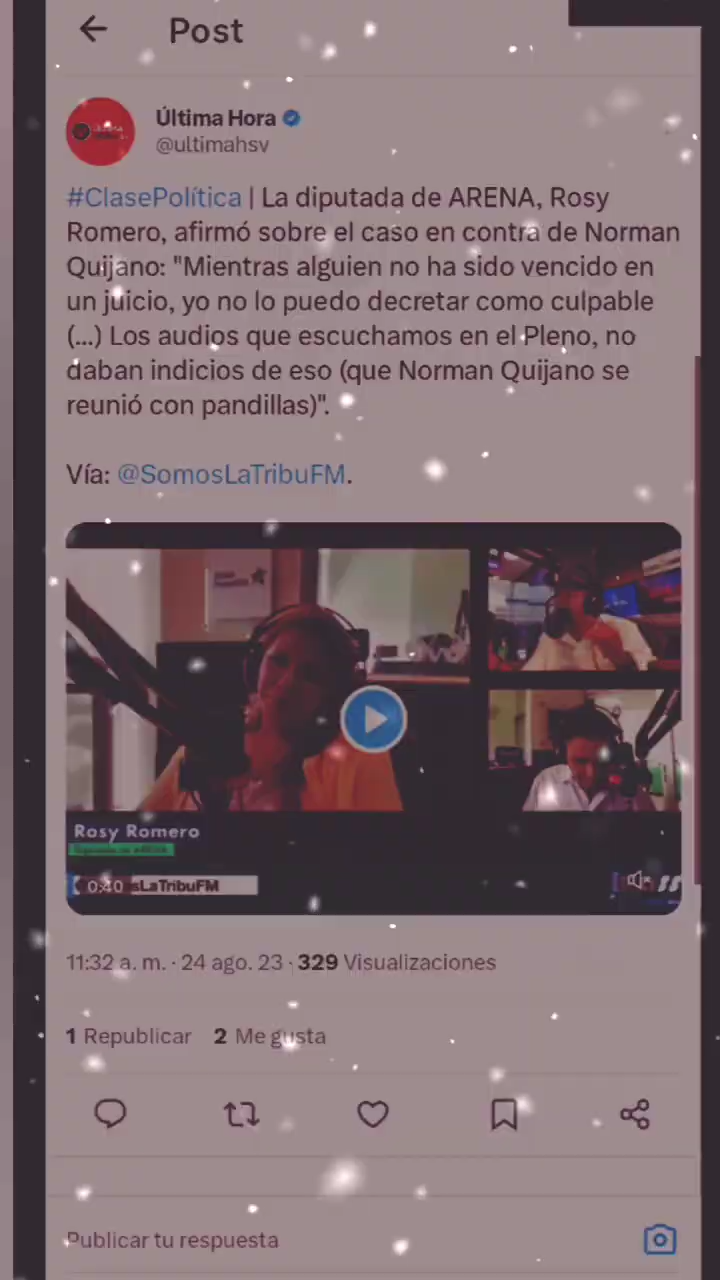 Post
Última Hora
@ultimahsv
#ClasePolítica | La diputada de ARENA, Rosy
Romero, afirmó sobre el caso en contra de Norman
Quijano: "Mientras alguien no ha sido vencido en
un juicio, yo no lo puedo decretar como culpable
(...) Los audios que escuchamos en el Pleno, no
daban indicios de eso (que Norman Quijano se
reunió con pandillas)".
Vía: @SomosLaTribuFM.
Rosy Romero
Diputada de ARENA
0:40 sLaTribuFM
11:32 a. m. · 24 ago. 23 · 329 Visualizaciones
1 Republicar 2 Me gusta
Publicar tu respuesta